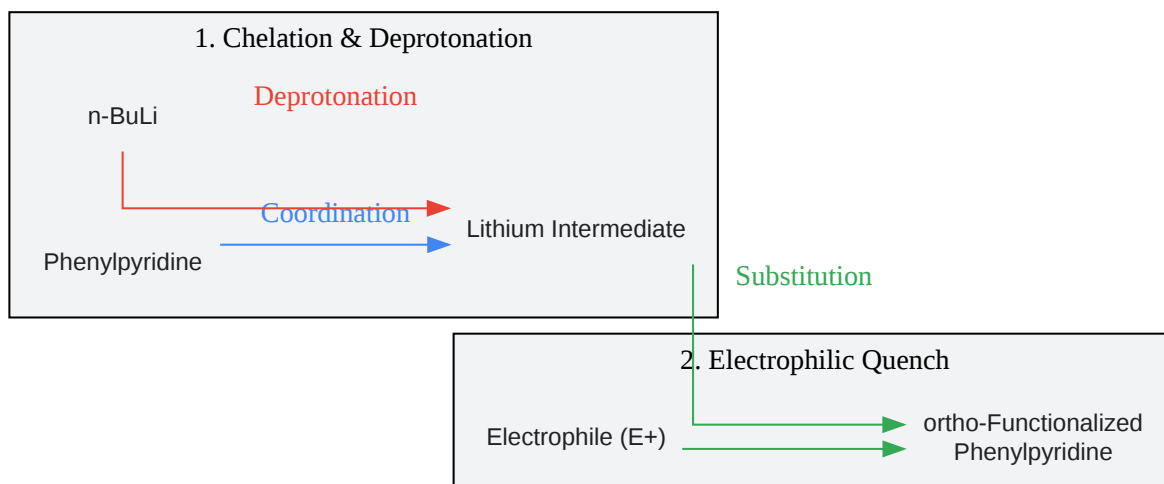 1. Chelation & Deprotonation
Deprotonation
n-BuLi
Coordination
Lithium Intermediate
Phenylpyridine
Substitution
2. Electrophilic Quench
Electrophile (E+)
ortho-Functionalized
Phenylpyridine